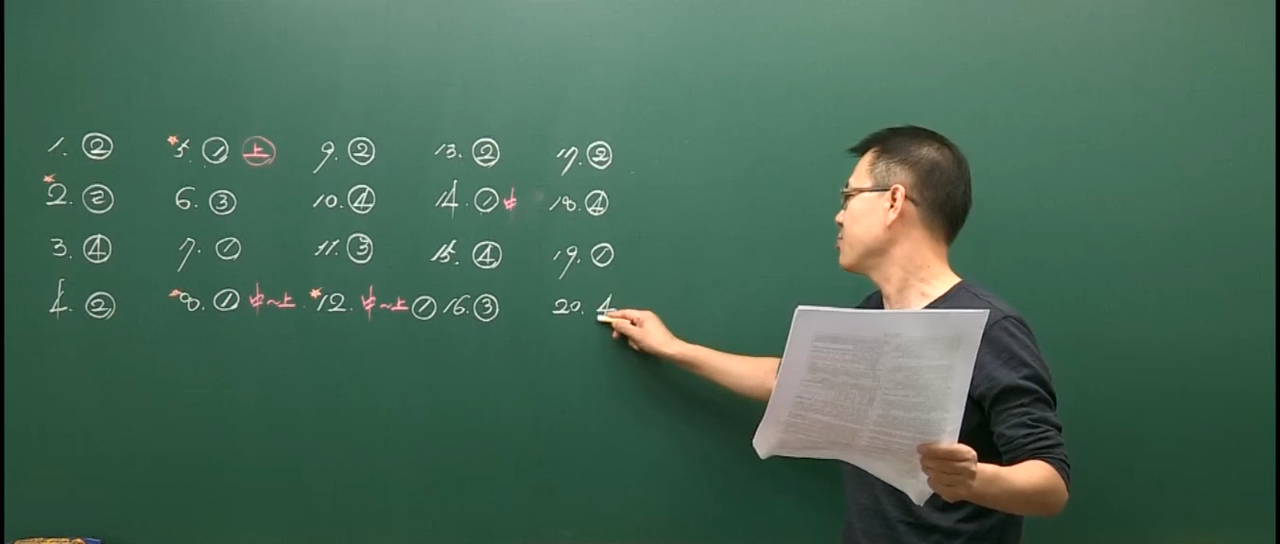 1. ② ★5. ① 上 9. ② 13. ② 17. ②
★2. ② 6. ③ 10. ④ 14. ① 中 18. ④
3. ④ 7. ① 11. ③ 15. ④ 19. ①
4. ② ★8. ① 中~上 ★12. 中~上 ① 16. ③ 20. 4